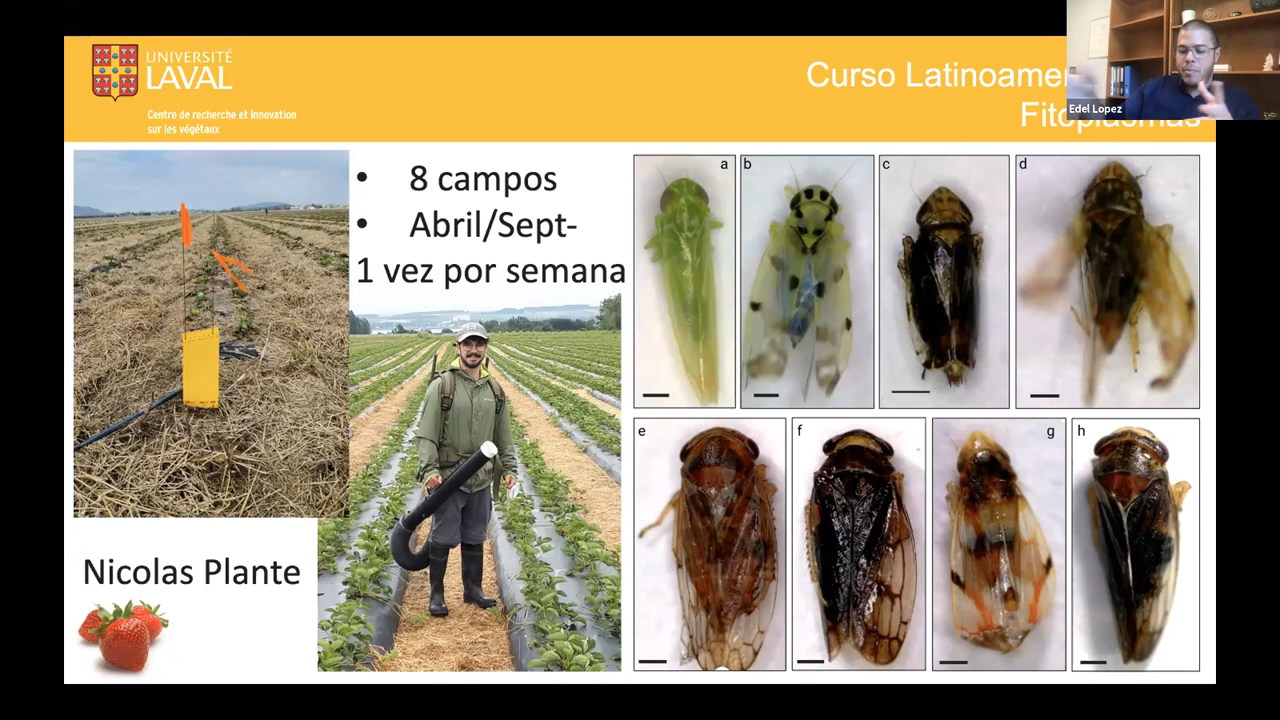 UNIVERSITÉ
LAVAL
Centre de recherche et innovation
sur les végétaux
Curso Latinoamer
Fitoplasmas
Edel Lopez
• 8 campos
• Abril/Sept-
1 vez por semana
Nicolas Plante
a
b
c
d
e
f
g
h